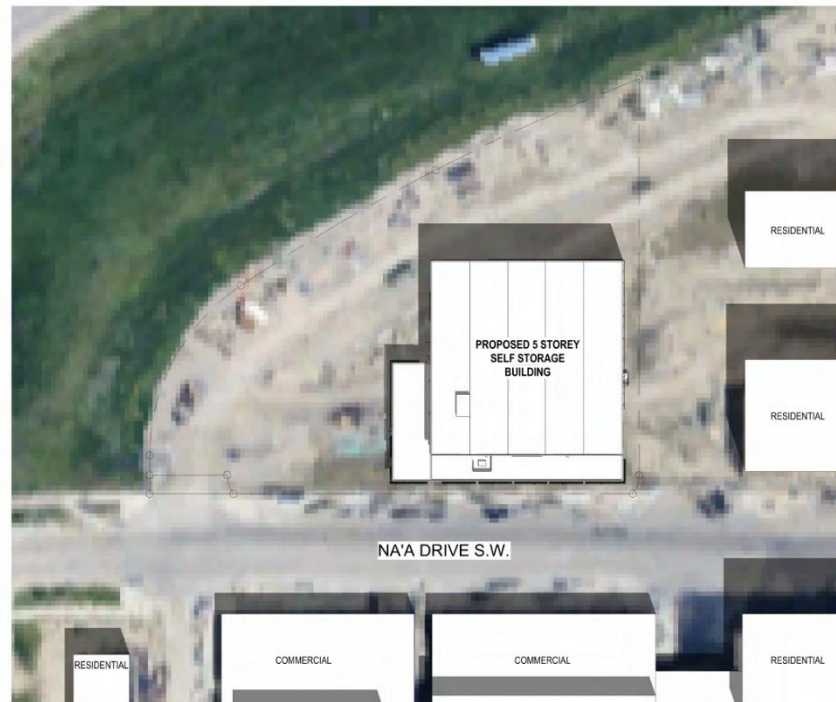 RESIDENTIAL
PROPOSED 5 STOREY
SELF STORAGE
BUILDING
RESIDENTIAL
NA'A DRIVE S.W.
RESIDENTIAL
COMMERCIAL
COMMERCIAL
RESIDENTIAL